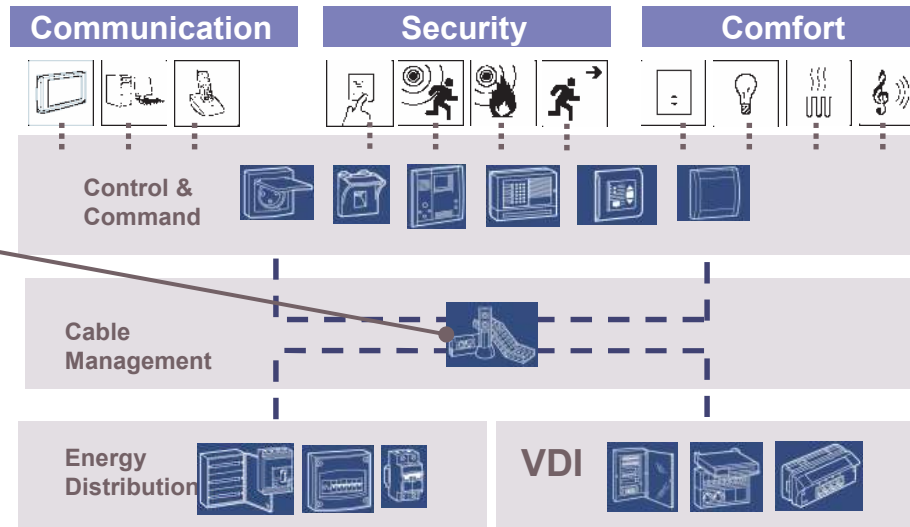 Communication
Security
Comfort
Control &
Command
Cable
Management
Energy
Distribution
VDI